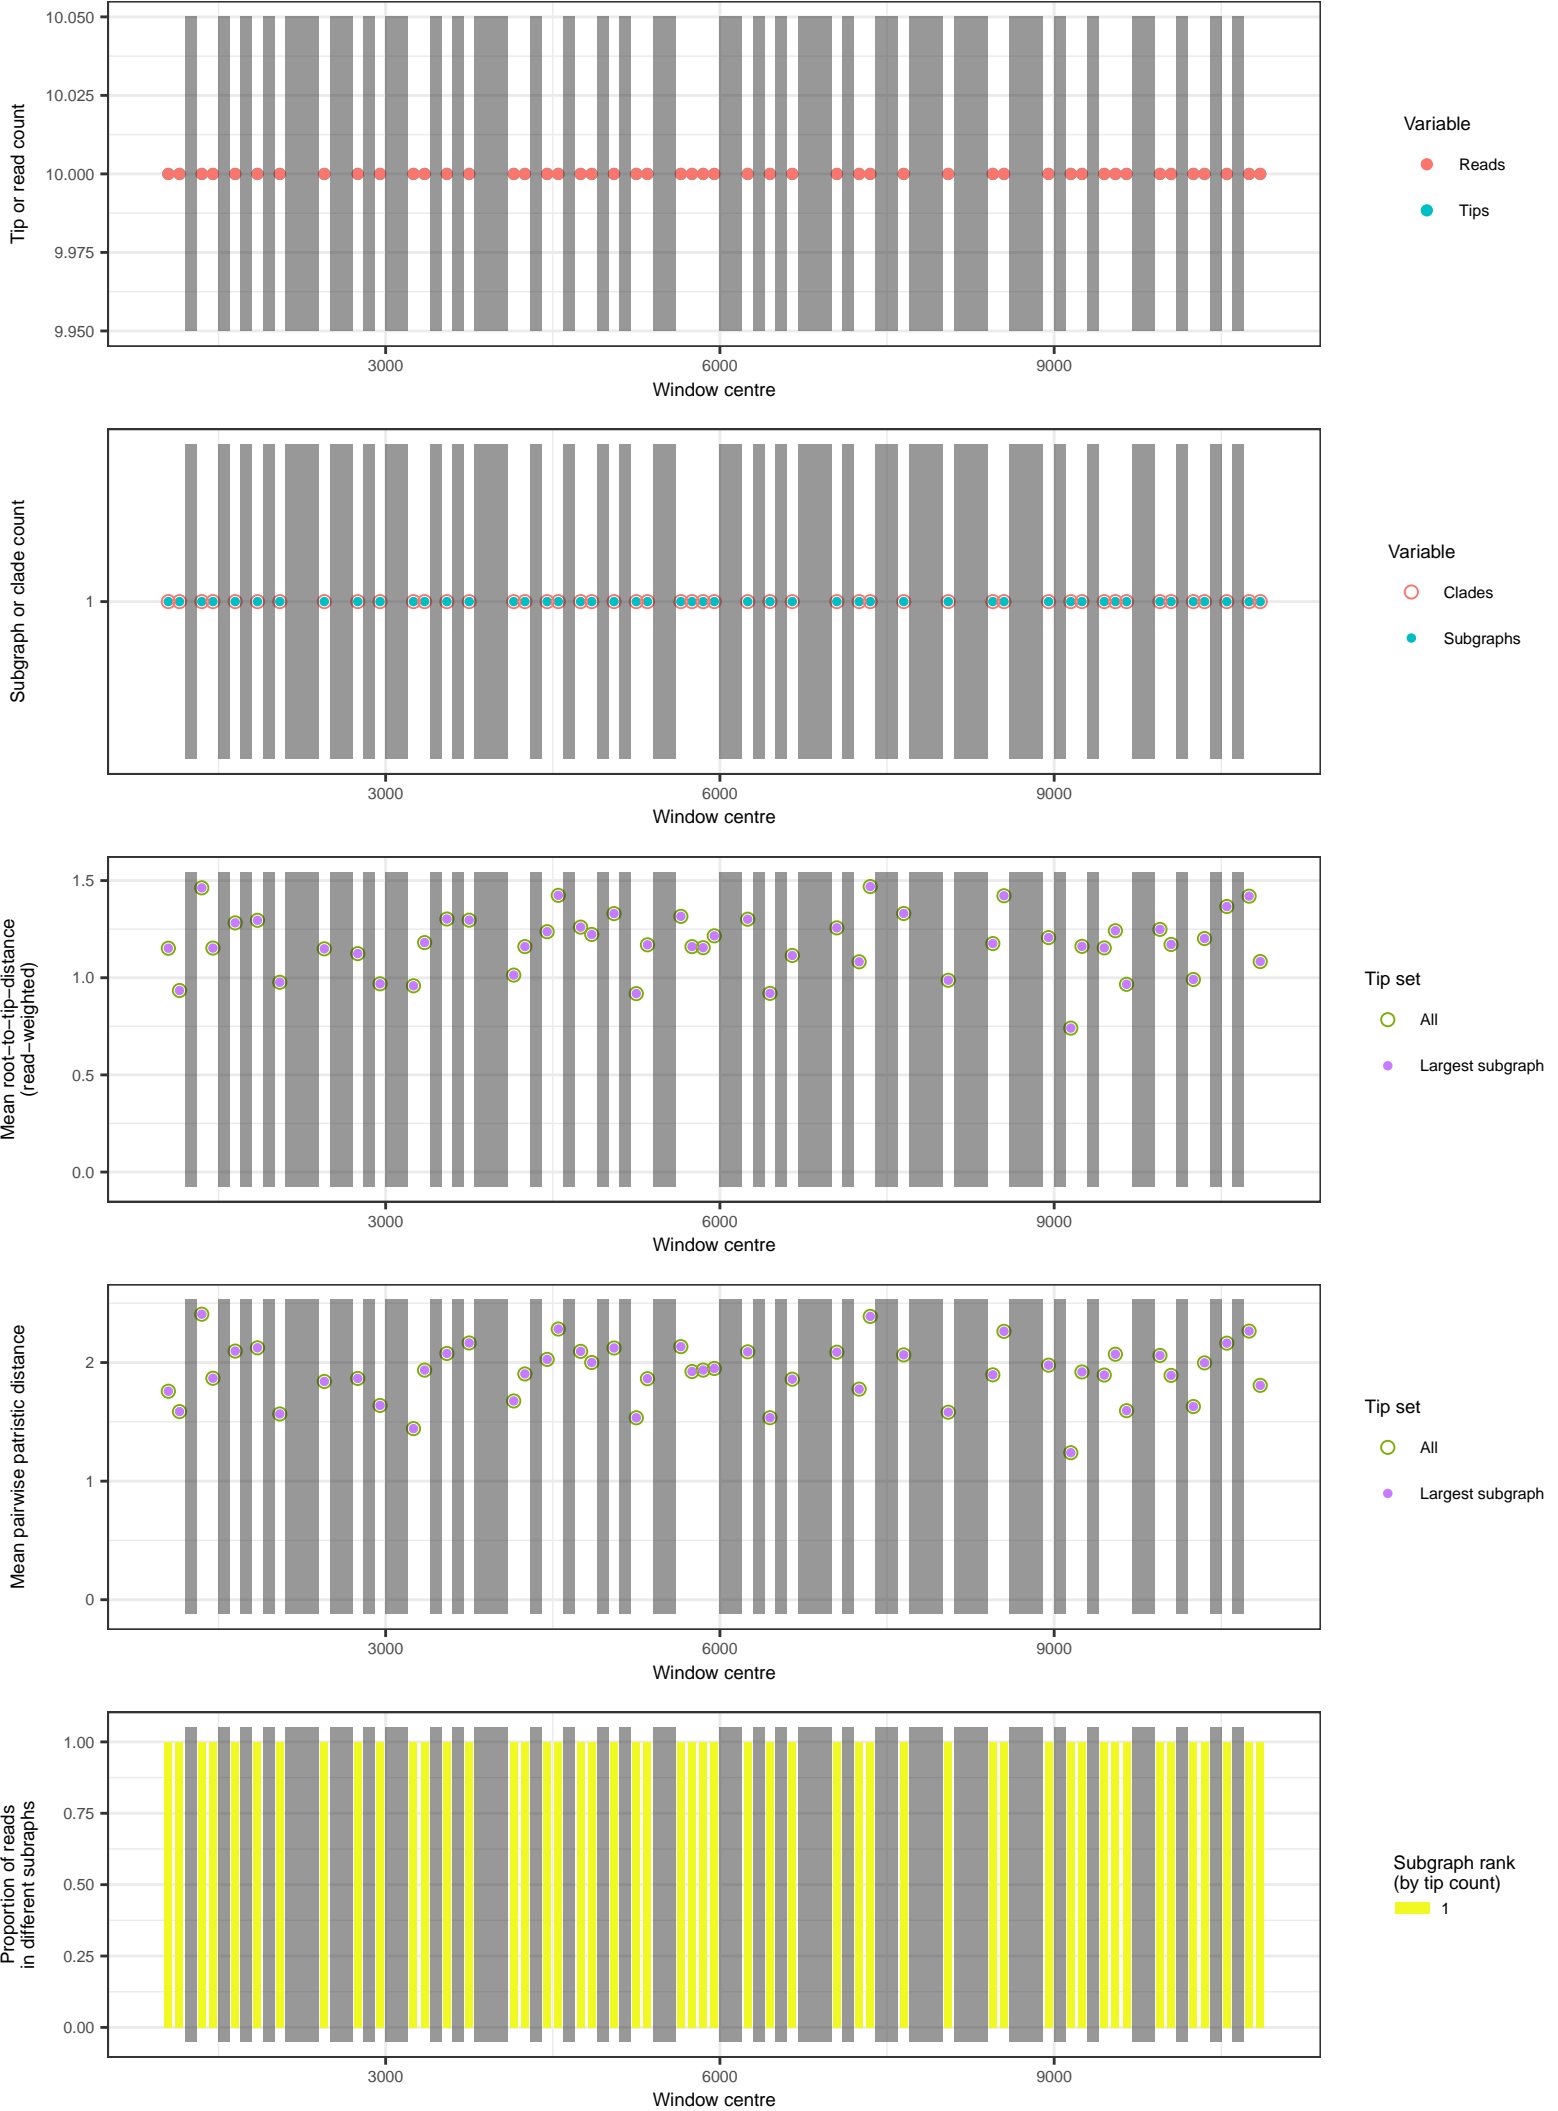 10.050
10.025
10.000
9.975
9.950
Tip or read count
3000
6000
9000
Window centre
Variable
Reads
Tips
1
Subgraph or clade count
3000
6000
9000
Window centre
Variable
Clades
Subgraphs
1.5
1.0
0.5
0.0
Mean root−to−tip−distance
(read−weighted)
3000
6000
9000
Window centre
Tip set
All
Largest subgraph
2
1
0
Mean pairwise patristic distance
3000
6000
9000
Window centre
Tip set
All
Largest subgraph
1.00
0.75
0.50
0.25
0.00
Proportion of reads
in different subraphs
3000
6000
9000
Window centre
Subgraph rank
(by tip count)
1